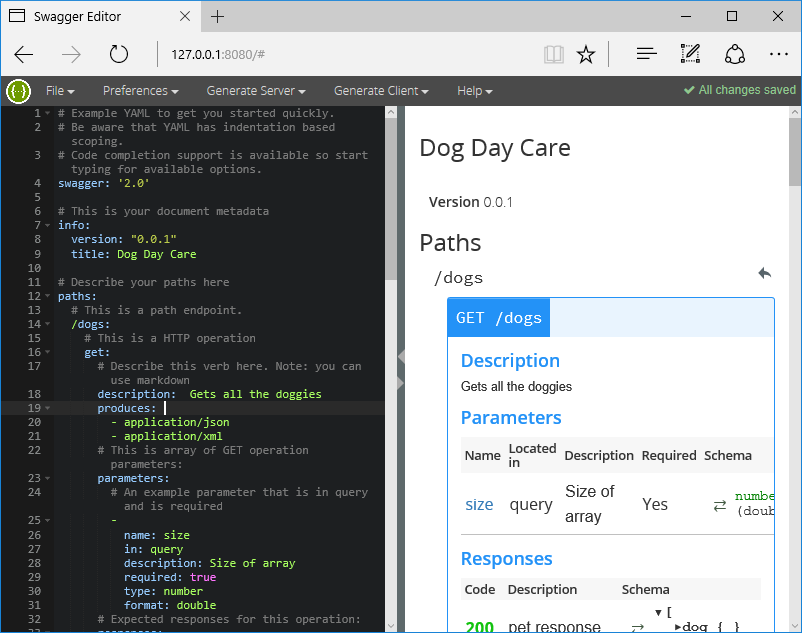 Swagger Editor
127.0.0.1:8080/#
{··}
File
Preferences
Generate Server
Generate Client
Help
All changes saved
1 # Example YAML to get you started quickly.
2 # Be aware that YAML has indentation based
scoping.
3 # Code completion support is available so start
typing for available options.
4 swagger: '2.0'
5
6 # This is your document metadata
7 info:
8 version: "0.0.1"
9 title: Dog Day Care
10
11 # Describe your paths here
12 paths:
13 # This is a path endpoint.
14 /dogs:
15 # This is a HTTP operation
16 get:
17 # Describe this verb here. Note: you can
use markdown
18 description: Gets all the doggies
19 produces:
20 - application/json
21 - application/xml
22 # This is array of GET operation
parameters:
23 parameters:
24 # An example parameter that is in query
and is required
25 -
26 name: size
27 in: query
28 description: Size of array
29 required: true
30 type: number
31 format: double
32 # Expected responses for this operation:
Dog Day Care
Version 0.0.1
Paths
/dogs
GET /dogs
Description
Gets all the doggies
Parameters
Name Located in Description Required Schema
size query Size of array Yes
Responses
Code Description Schema
200 pet response [
dog { }